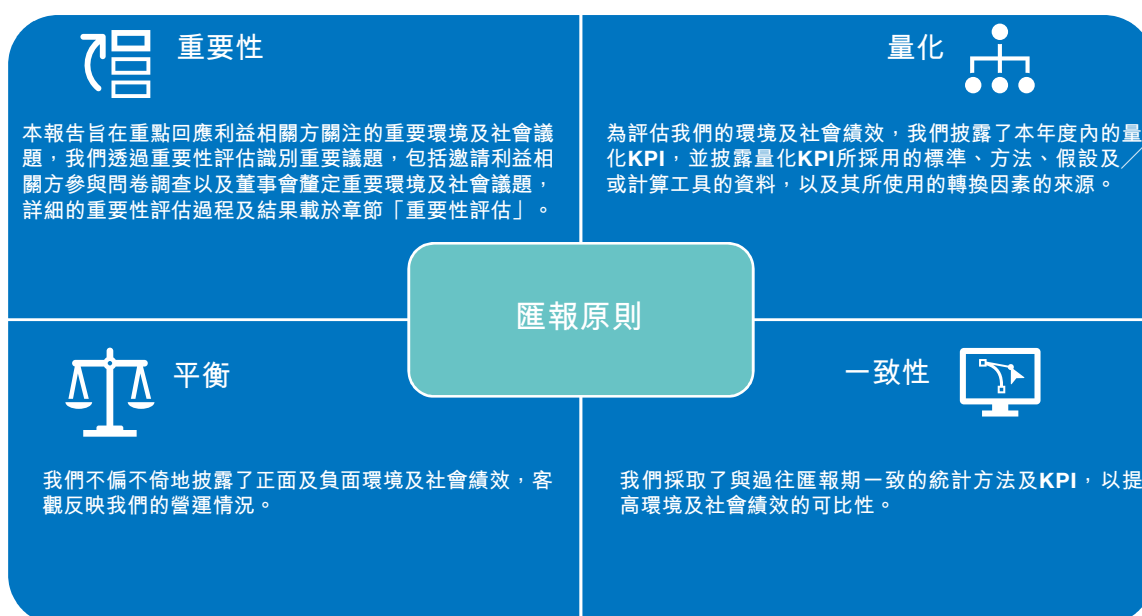 重要性
本報告旨在重點回應利益相關方關注的重要環境及社會議
題，我們透過重要性評估識別重要議題，包括邀請利益相
關方參與問卷調查以及董事會釐定重要環境及社會議題，
詳細的重要性評估過程及結果載於章節「重要性評估」。
量化
為評估我們的環境及社會績效，我們披露了本年度內的量
化KPI，並披露量化KPI所採用的標準、方法、假設及／
或計算工具的資料，以及其所使用的轉換因素的來源。
匯報原則
平衡
我們不偏不倚地披露了正面及負面環境及社會績效，客
觀反映我們的營運情況。
一致性
我們採取了與過往匯報期一致的統計方法及KPI，以提
高環境及社會績效的可比性。